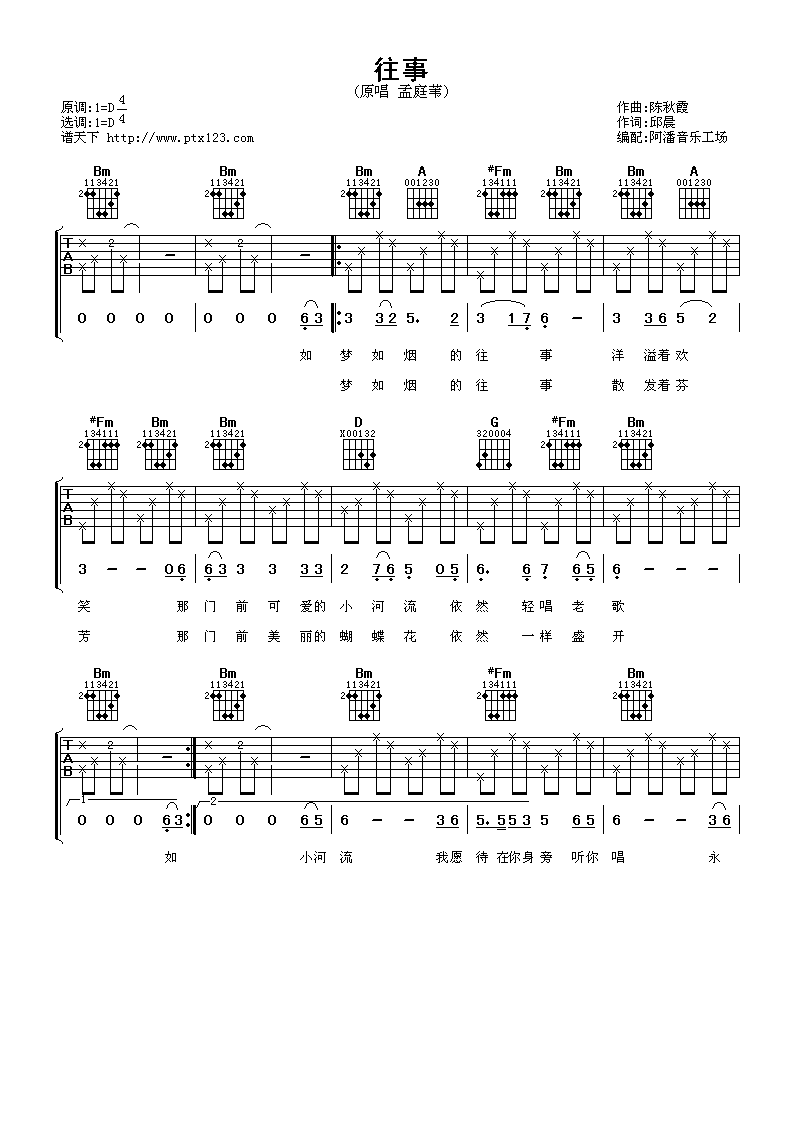 往事
(原唱 孟庭苇)
原调:1=D 4/4
选调:1=D
谱天下 http://www.ptx123.com
作曲:陈秋霞
作词:邱晨
编配:阿潘音乐工场
Bm Bm Bm A #Fm Bm Bm A
113421 113421 113421 001230 134111 113421 113421 001230
2 2 2 2 2 2
T A B 2 2
0 0 0 0 0 0 0 6 3 3 3 2 5. 2 3 1 7 6 – 3 3 6 5 2
如 梦 如 烟 的 往 事 洋 溢着 欢
梦 如 烟 的 往 事 散 发着 芬
#Fm Bm Bm D G #Fm Bm
134111 113421 113421 X00132 320004 134111 113421
2 2 2 2 2
T A B
3 – – 0 6 6 3 3 3 3 3 2 7 6 5 0 5 6. 6 7 6 5 6 – – –
笑 那 门 前 可 爱的 小 河 流 依 然 轻 唱 老 歌
芳 那 门 前 美 丽的 蝴 蝶 花 依 然 一 样 盛 开
Bm Bm Bm #Fm Bm
113421 113421 113421 134111 113421
2 2 2 2 2
T A B 2 2
1 2
0 0 0 6 3 0 0 0 6 5 6 – – 3 6 5. 5 5 3 5 6 5 6 – – 3 6
如 小河 流 我愿 待 在你身 旁 听你 唱 永